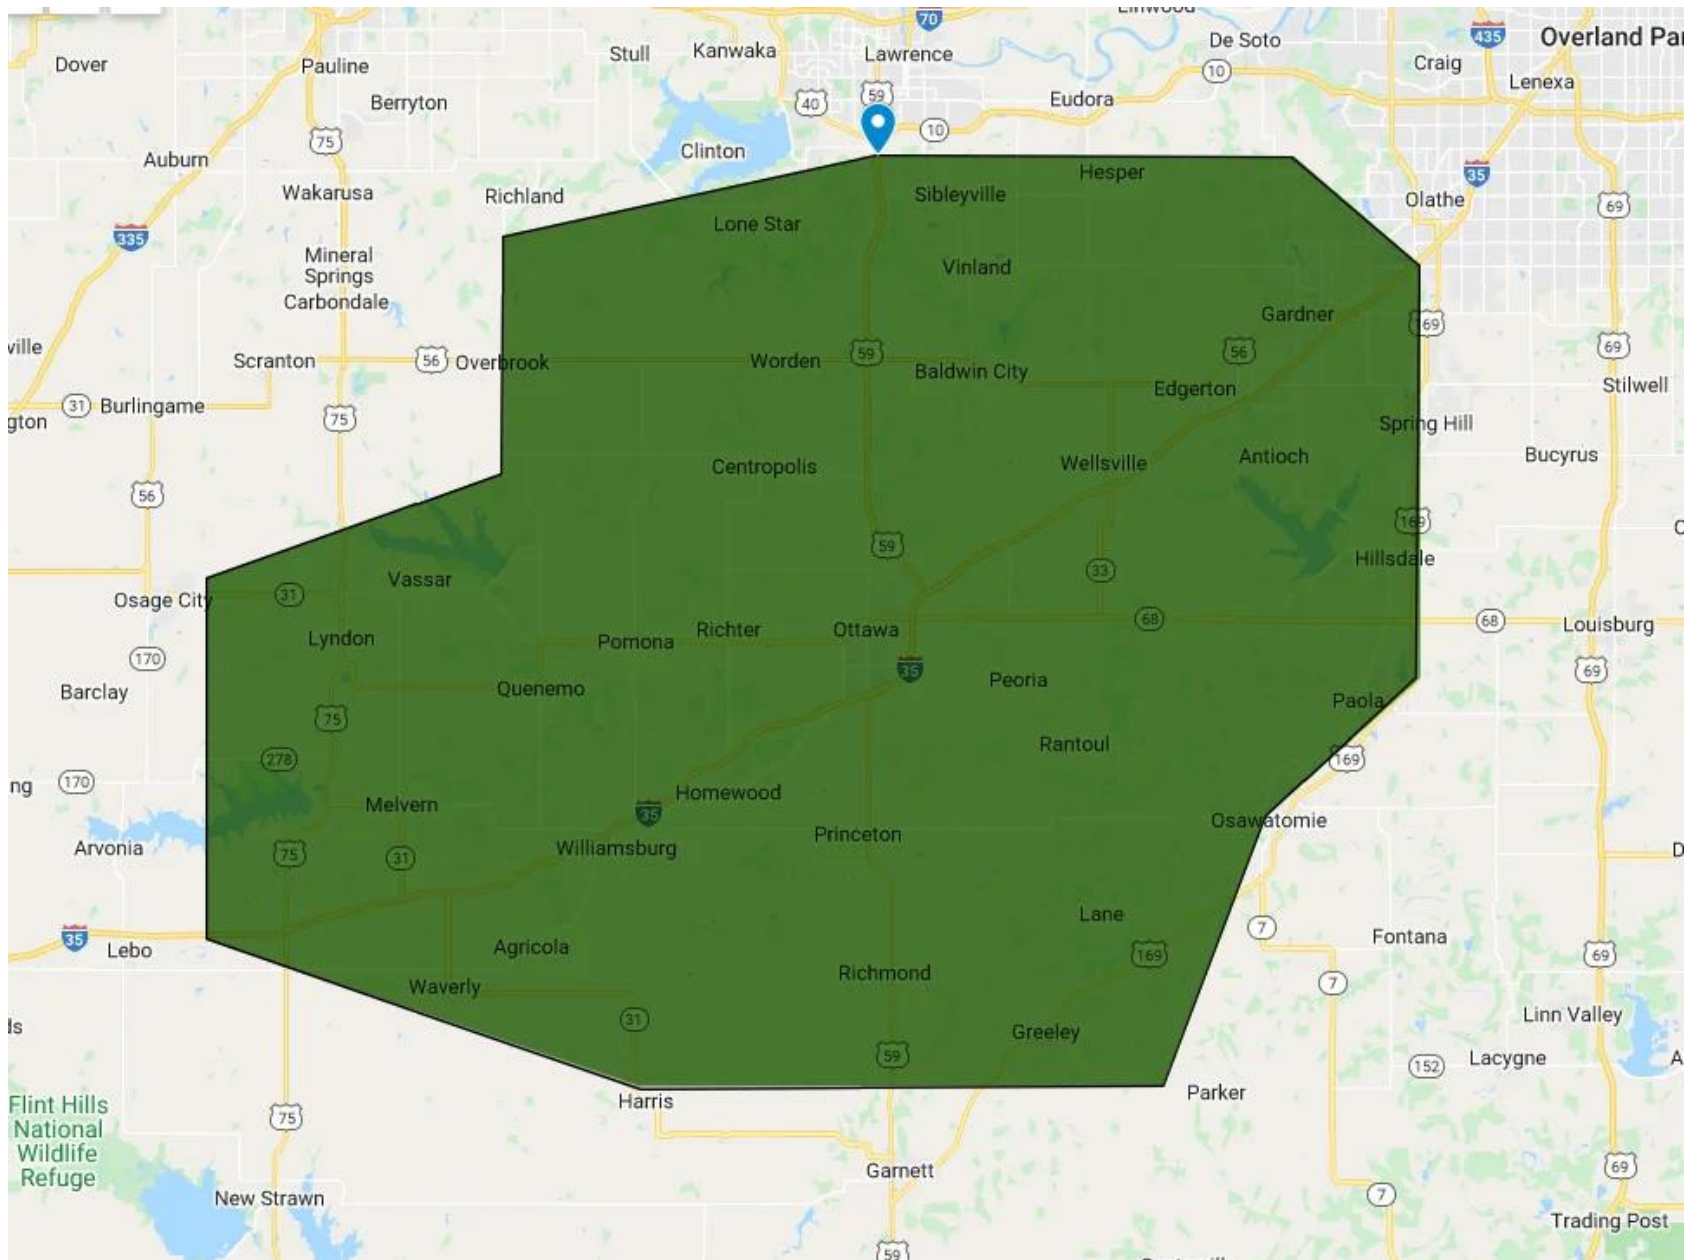 Linwood
70
Dover
Pauline
Stull
Kanwaka
Lawrence
De Soto
435
Overland Par
Craig
10
Lenexa
Berryton
40
59
Eudora
75
10
Auburn
Clinton
Hesper
35
Wakarusa
Richland
Sibleyville
Olathe
69
335
Lone Star
Mineral
Springs
Vinland
Carbondale
Gardner
169
ville
Scranton
56
Overbrook
Worden
59
56
69
Baldwin City
Edgerton
Stilwell
31
Burlingame
75
gton
Spring Hill
Centropolis
Wellsville
Antioch
Bucyrus
56
169
59
Hillsdale
33
Vassar
31
Osage City
68
68
Lyndon
Pomona
Richter
Ottawa
Louisburg
170
35
69
Barclay
Quenemo
Peoria
Paola
75
Rantoul
278
169
170
ng
Melvern
Homewood
35
Osawatomie
Princeton
Arvonia
75
31
Williamsburg
D
Lane
7
35
Lebo
Agricola
Fontana
169
69
Waverly
Richmond
7
31
ds
Greeley
Linn Valley
59
152
Lacygne
A
Harris
Parker
Flint Hills
National
Wildlife
Refuge
75
Garnett
69
New Strawn
7
Trading Post
59